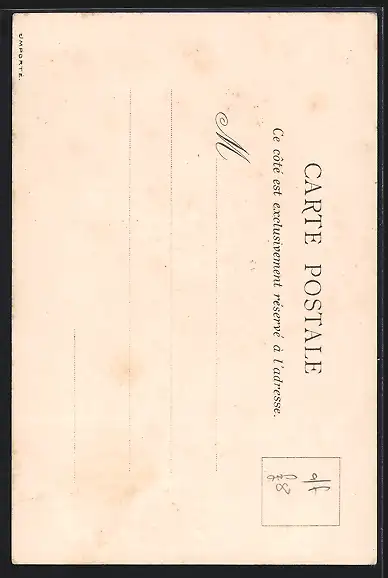 CARTE POSTALE
Ce côté est exclusivement réservé à l'adresse.
M